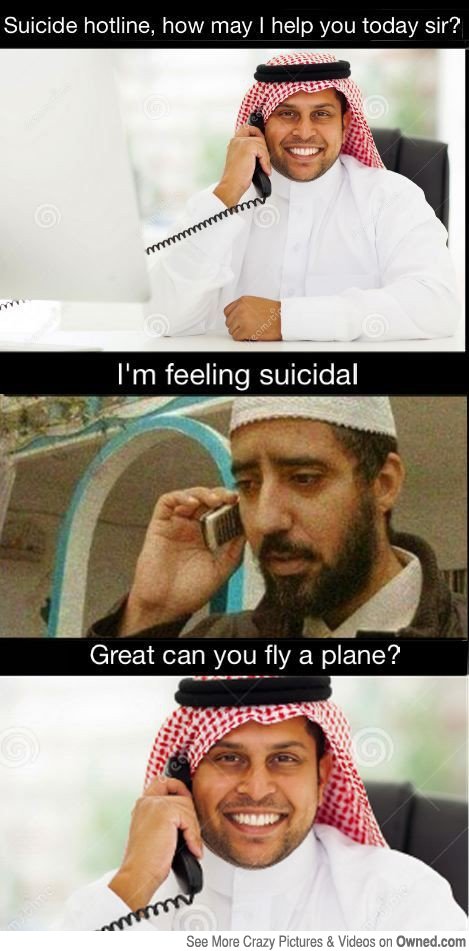 Suicide hotline, how may I help you today sir?
I'm feeling suicidal
Great can you fly a plane?
See More Crazy Pictures & Videos on Owned.com